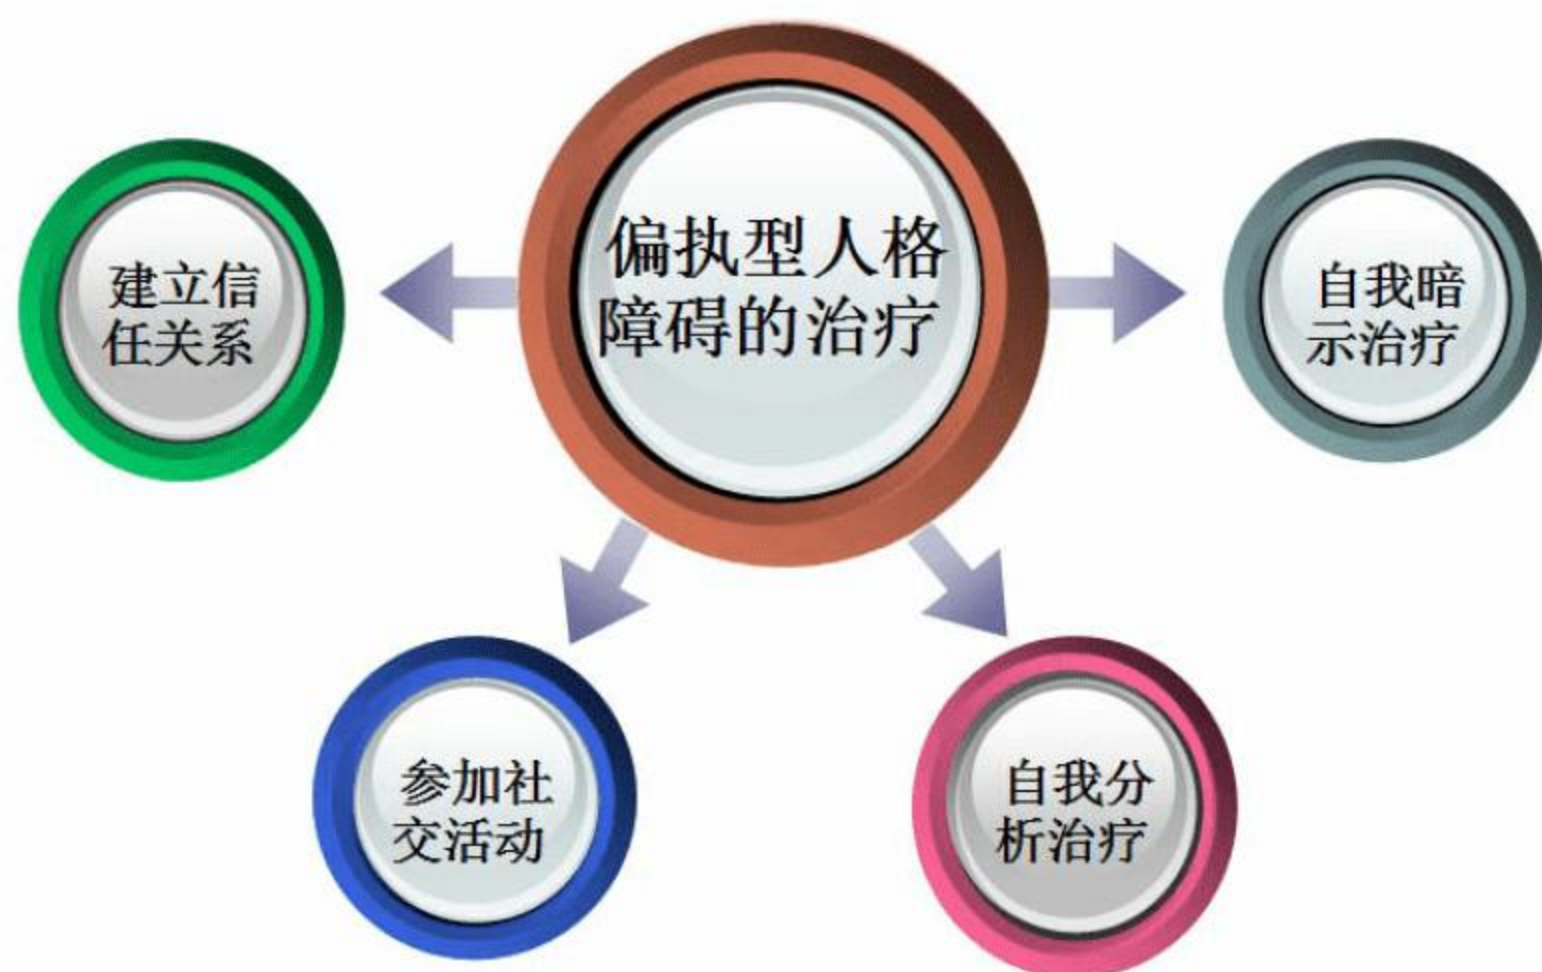 偏执型人格
障碍的治疗
建立信
任关系
自我暗
示治疗
参加社
交活动
自我分
析治疗